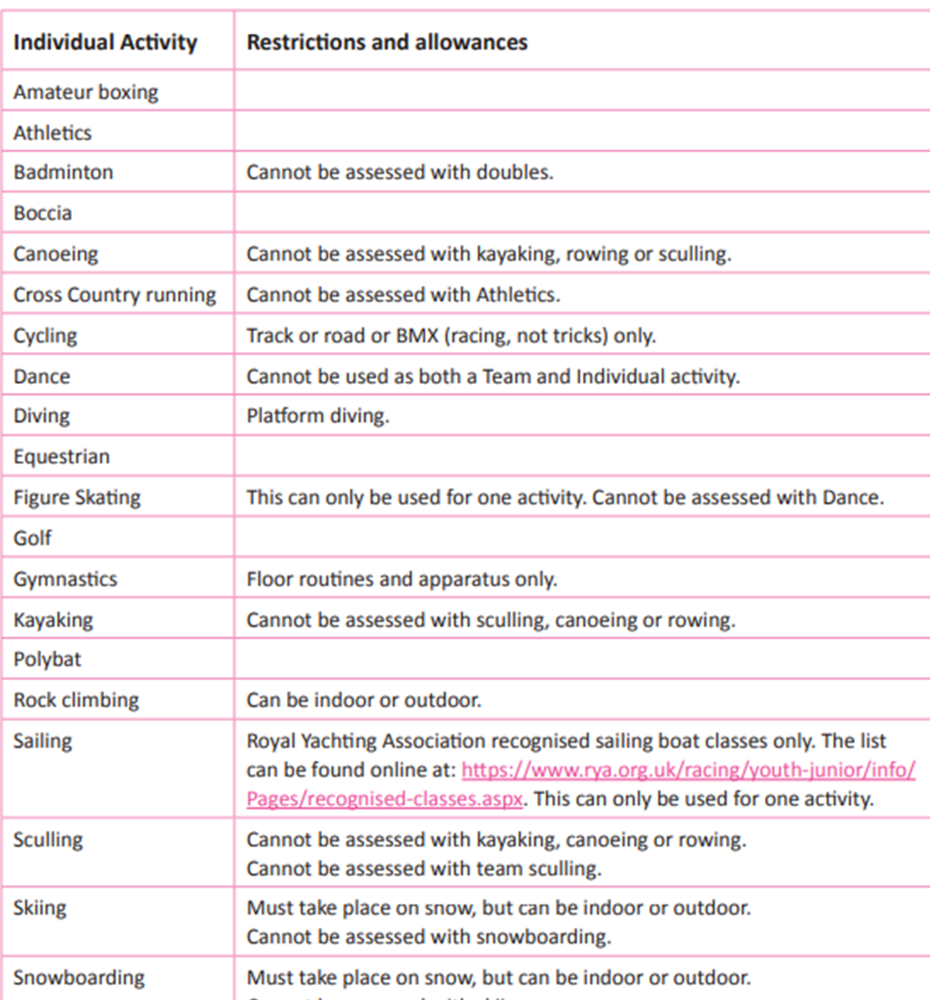 Individual Activity Restrictions and allowances
Amateur boxing
Athletics
Badminton Cannot be assessed with doubles.
Boccia
Canoeing Cannot be assessed with kayaking, rowing or sculling.
Cross Country running Cannot be assessed with Athletics.
Cycling Track or road or BMX (racing, not tricks) only.
Dance Cannot be used as both a Team and Individual activity.
Diving Platform diving.
Equestrian
Figure Skating This can only be used for one activity. Cannot be assessed with Dance.
Golf
Gymnastics Floor routines and apparatus only.
Kayaking Cannot be assessed with sculling, canoeing or rowing.
Polybat
Rock climbing Can be indoor or outdoor.
Sailing Royal Yachting Association recognised sailing boat classes only. The list
can be found online at: https://www.rya.org.uk/racing/youth-junior/info/
Pages/recognised-classes.aspx. This can only be used for one activity.
Sculling Cannot be assessed with kayaking, canoeing or rowing.
Cannot be assessed with team sculling.
Skiing Must take place on snow, but can be indoor or outdoor.
Cannot be assessed with snowboarding.
Snowboarding Must take place on snow, but can be indoor or outdoor.